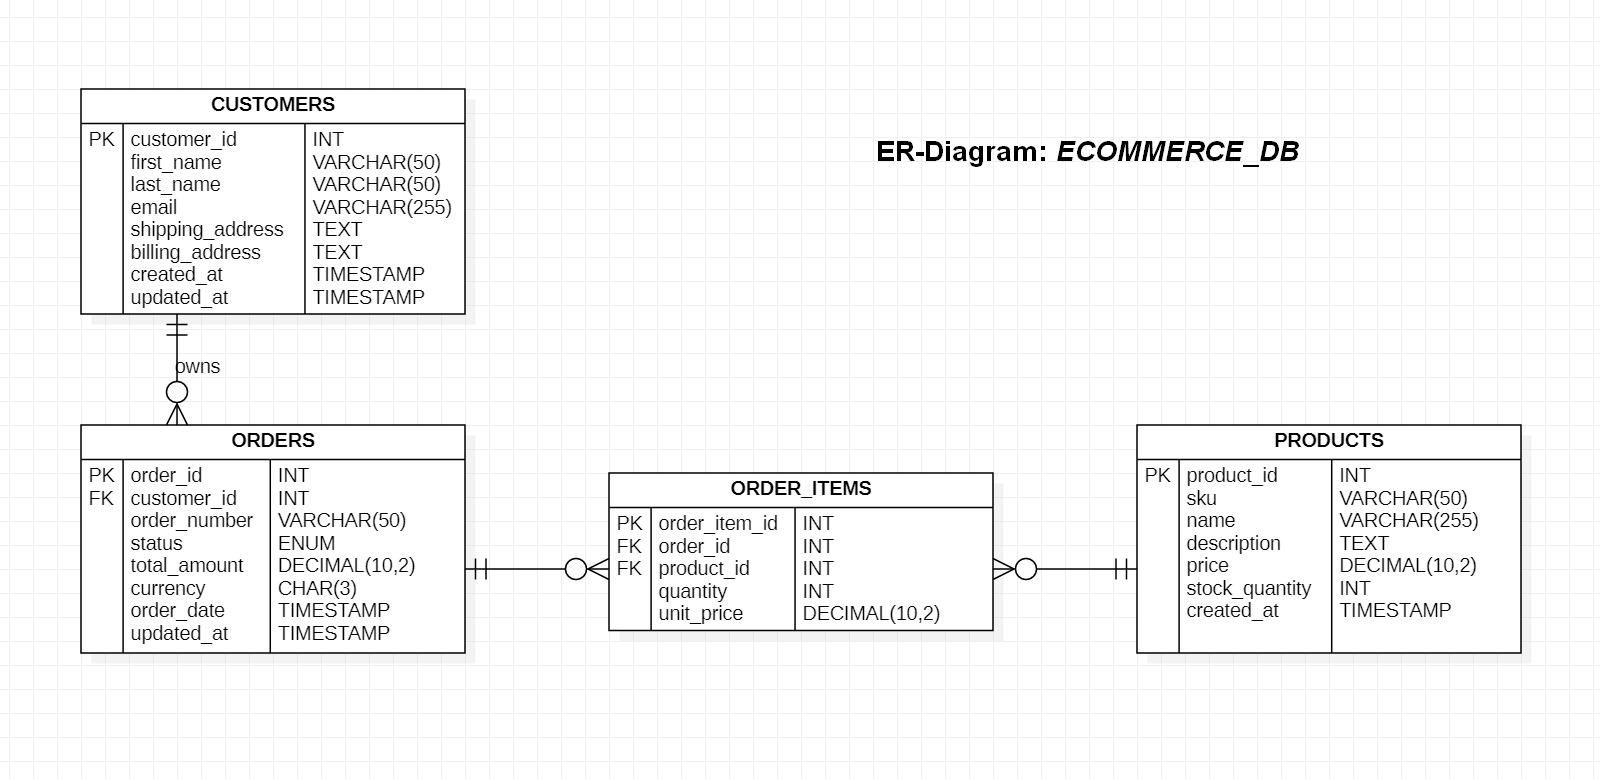 CUSTOMERS
PK customer_id INT
first_name VARCHAR(50)
last_name VARCHAR(50)
email VARCHAR(255)
shipping_address TEXT
billing_address TEXT
created_at TIMESTAMP
updated_at TIMESTAMP
ER-Diagram: ECOMMERCE_DB
owns
ORDERS
PK order_id INT
FK customer_id INT
order_number VARCHAR(50)
status ENUM
total_amount DECIMAL(10,2)
currency CHAR(3)
order_date TIMESTAMP
updated_at TIMESTAMP
ORDER_ITEMS
PK order_item_id INT
FK order_id INT
FK product_id INT
quantity INT
unit_price DECIMAL(10,2)
PRODUCTS
PK product_id INT
sku VARCHAR(50)
name VARCHAR(255)
description TEXT
price DECIMAL(10,2)
stock_quantity INT
created_at TIMESTAMP